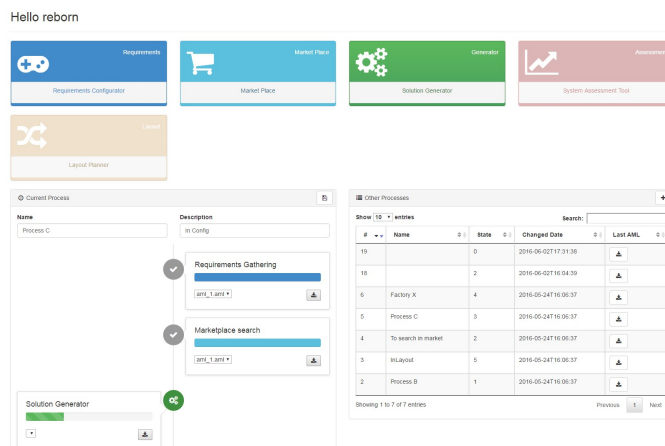 Hello reborn
Requirements
Requirements Configurator
Market Place
Market Place
Generator
Solution Generator
Assessment
System Assessment Tool
Layout
Layout Planner
Current Process
Name
Description
Process C
in Config
Requirements Gathering
aml_1.aml
Marketplace search
aml_1.aml
Solution Generator
Other Processes
Show 10 entries
Search:
# Name State Changed Date Last AML
19 0 2016-06-02T17:31:38
18 2 2016-06-02T16:04:39
6 Factory X 4 2016-05-24T16:06:37
5 Process C 3 2016-05-24T16:06:37
4 To search in market 2 2016-05-24T16:06:37
3 InLayout 5 2016-05-24T16:06:37
2 Process B 1 2016-05-24T16:06:37
Showing 1 to 7 of 7 entries
Previous 1 Next